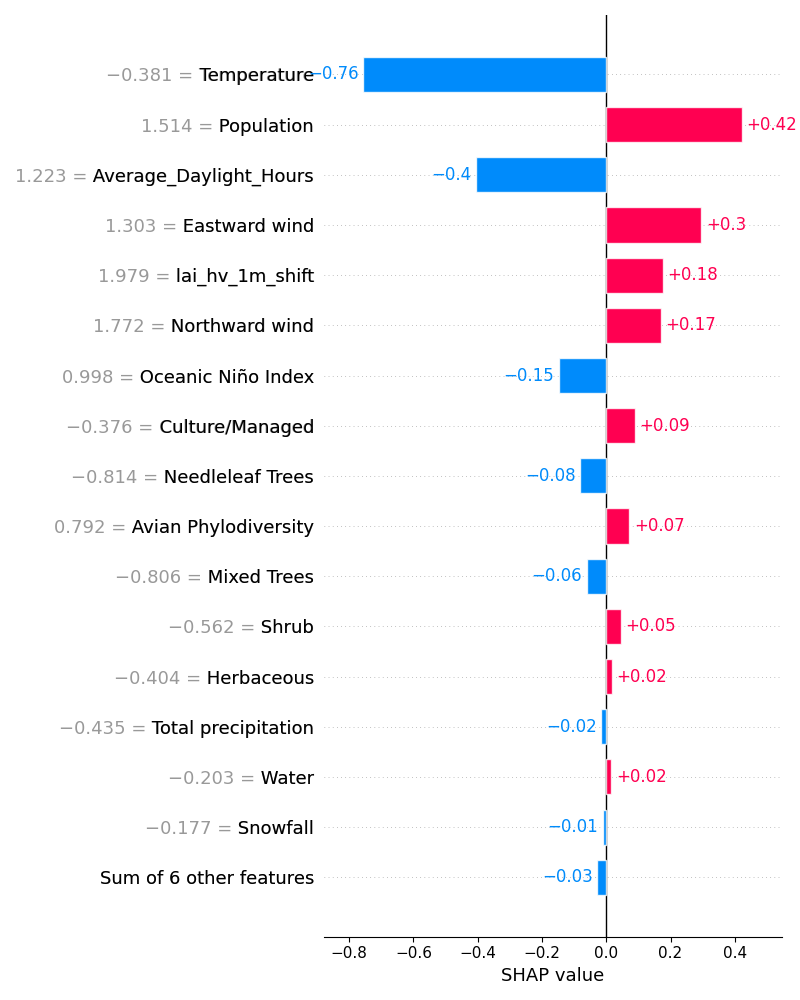 −0.381 = Temperature −0.76
1.514 = Population +0.42
1.223 = Average_Daylight_Hours −0.4
1.303 = Eastward wind +0.3
1.979 = lai_hv_1m_shift +0.18
1.772 = Northward wind +0.17
0.998 = Oceanic Niño Index −0.15
−0.376 = Culture/Managed +0.09
−0.814 = Needleleaf Trees −0.08
0.792 = Avian Phylodiversity +0.07
−0.806 = Mixed Trees −0.06
−0.562 = Shrub +0.05
−0.404 = Herbaceous +0.02
−0.435 = Total precipitation −0.02
−0.203 = Water +0.02
−0.177 = Snowfall −0.01
Sum of 6 other features −0.03
−0.8 −0.6 −0.4 −0.2 0.0 0.2 0.4
SHAP value